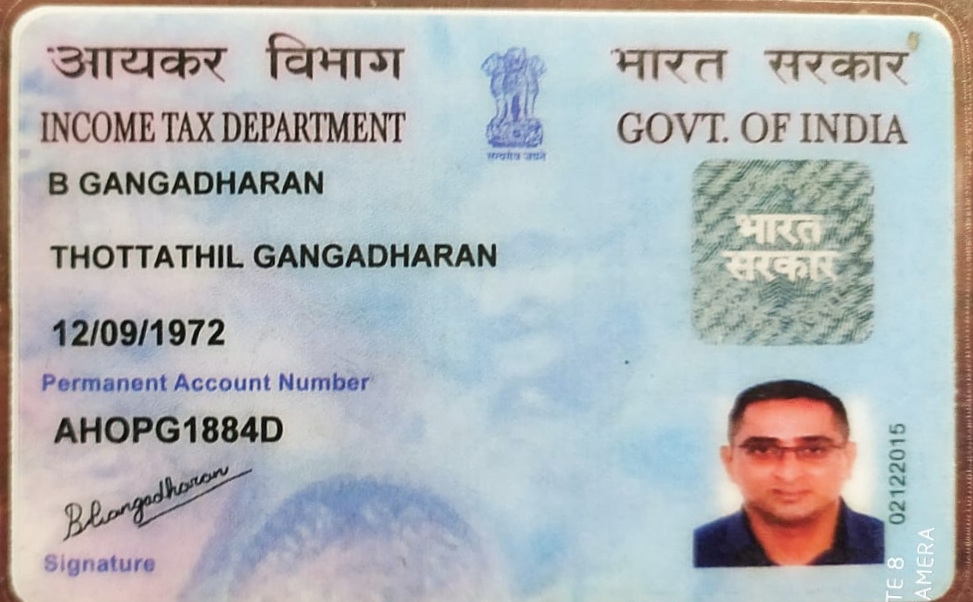 आयकर विभाग
भारत सरकार
INCOME TAX DEPARTMENT
GOVT. OF INDIA
सत्यमेव जयते
B GANGADHARAN
भारत
सरकार
THOTTATHIL GANGADHARAN
12/09/1972
Permanent Account Number
AHOPG1884D
BGangadharan
Signature
02122015
TE 8
AMERA